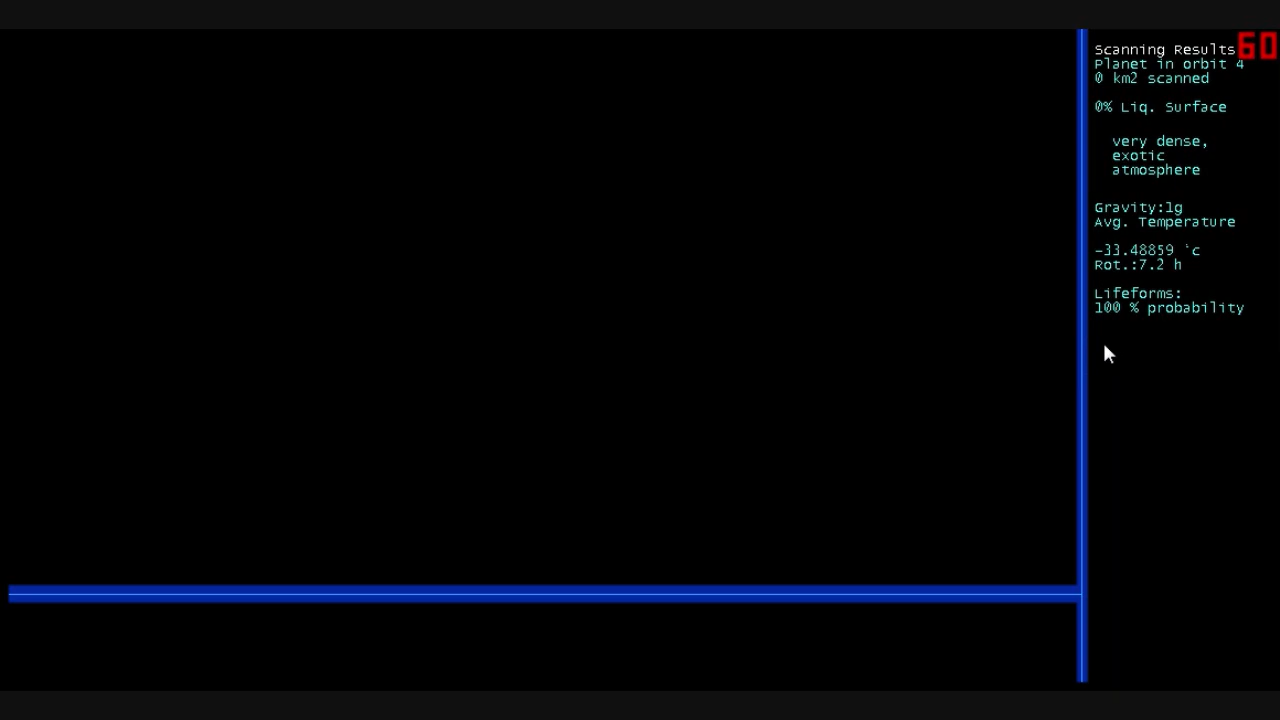 Scanning Results
60
Planet in orbit 4
0 km2 scanned
0% Liq. Surface
very dense,
exotic
atmosphere
Gravity:1g
Avg. Temperature
-33.48859 `c
Rot.:7.2 h
Lifeforms:
100 % probability